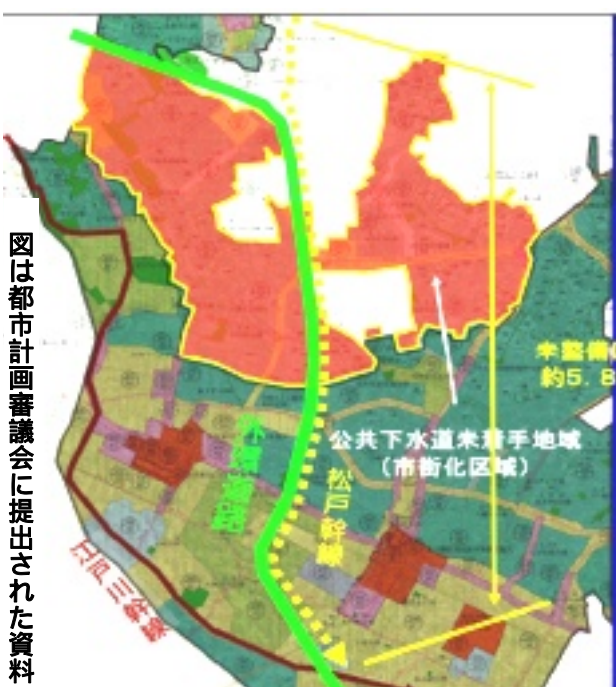 図は都市計画審議会に提出された資料
未整備
約5.8
公共下水道未着手地域
(市街化区域)
外環道路
松戸幹線
江戸川幹線